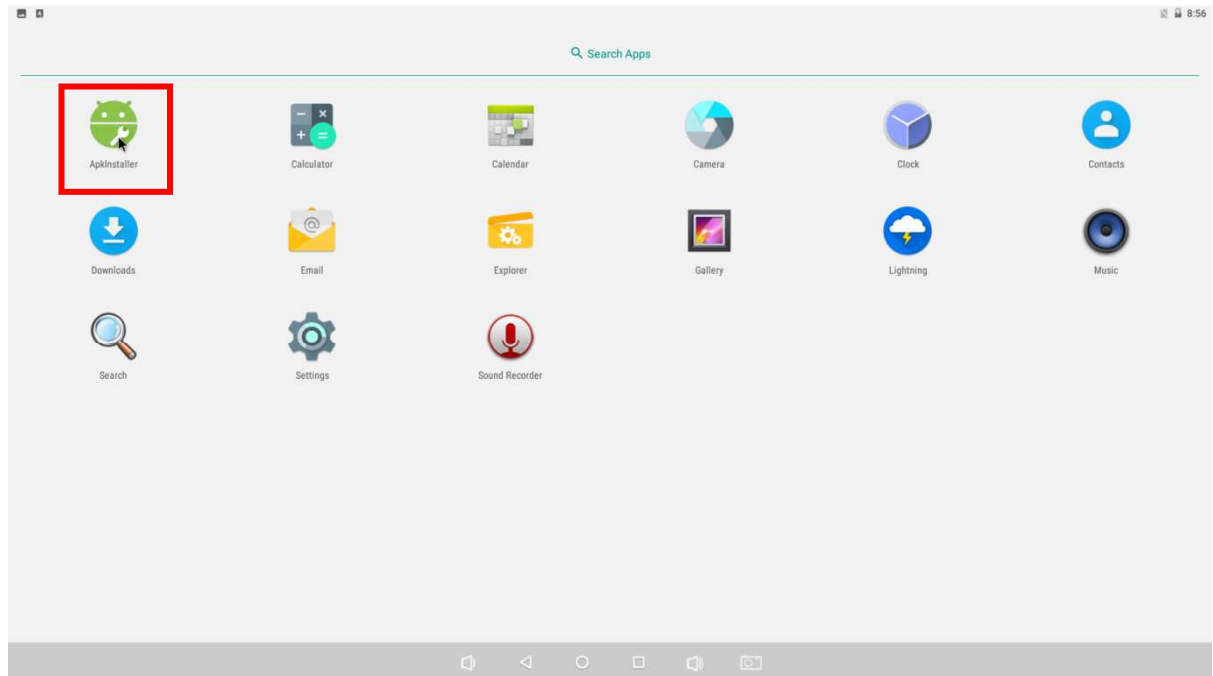 8:56
Search Apps
ApkInstaller
Calculator
Calendar
Camera
Clock
Contacts
Downloads
Email
Explorer
Gallery
Lightning
Music
Search
Settings
Sound Recorder